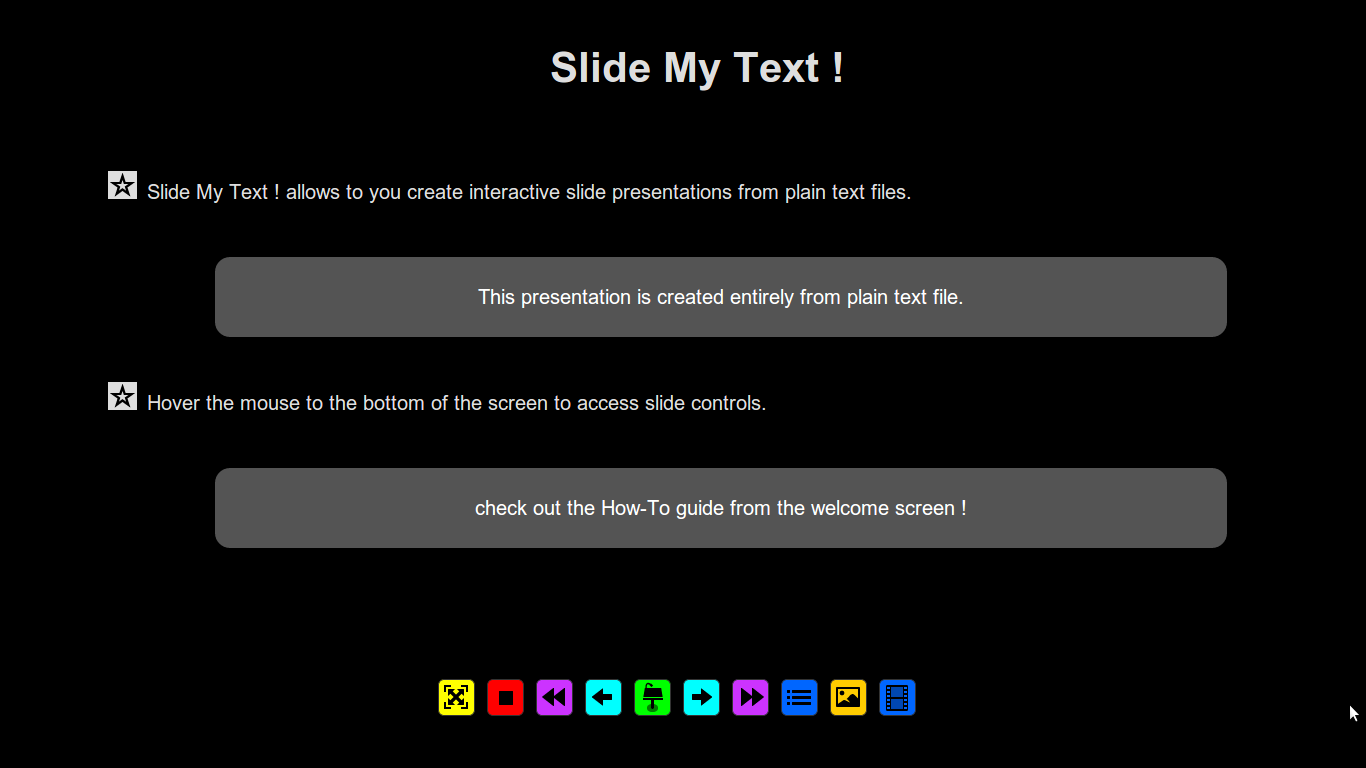 Slide My Text !
Slide My Text ! allows to you create interactive slide presentations from plain text files.
This presentation is created entirely from plain text file.
Hover the mouse to the bottom of the screen to access slide controls.
check out the How-To guide from the welcome screen !